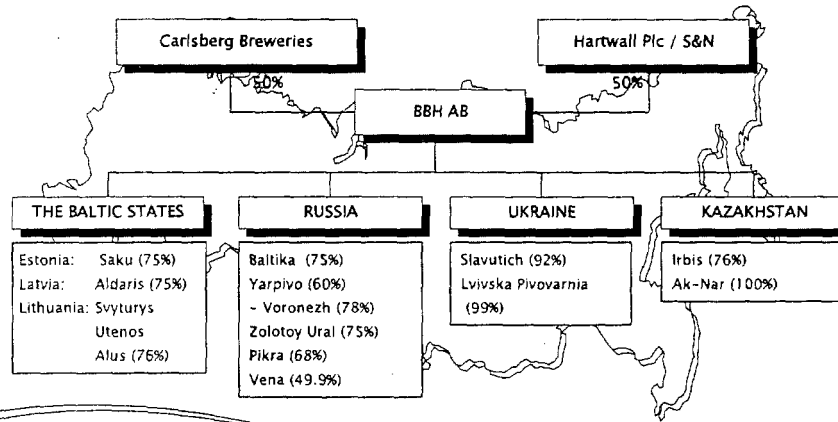 Carlsberg Breweries
Hartwall Plc / S&N
50%
50%
BBH AB
THE BALTIC STATES
Estonia: Saku (75%)
Latvia: Aldaris (75%)
Lithuania: Svyturys
Utenos
Alus (76%)
RUSSIA
Baltika (75%)
Yarpivo (60%)
~ Voronezh (78%)
Zolotoy Ural (75%)
Pikra (68%)
Vena (49.9%)
UKRAINE
Slavutich (92%)
Lvivska Pivovarnia
(99%)
KAZAKHSTAN
Irbis (76%)
Ak-Nar (100%)